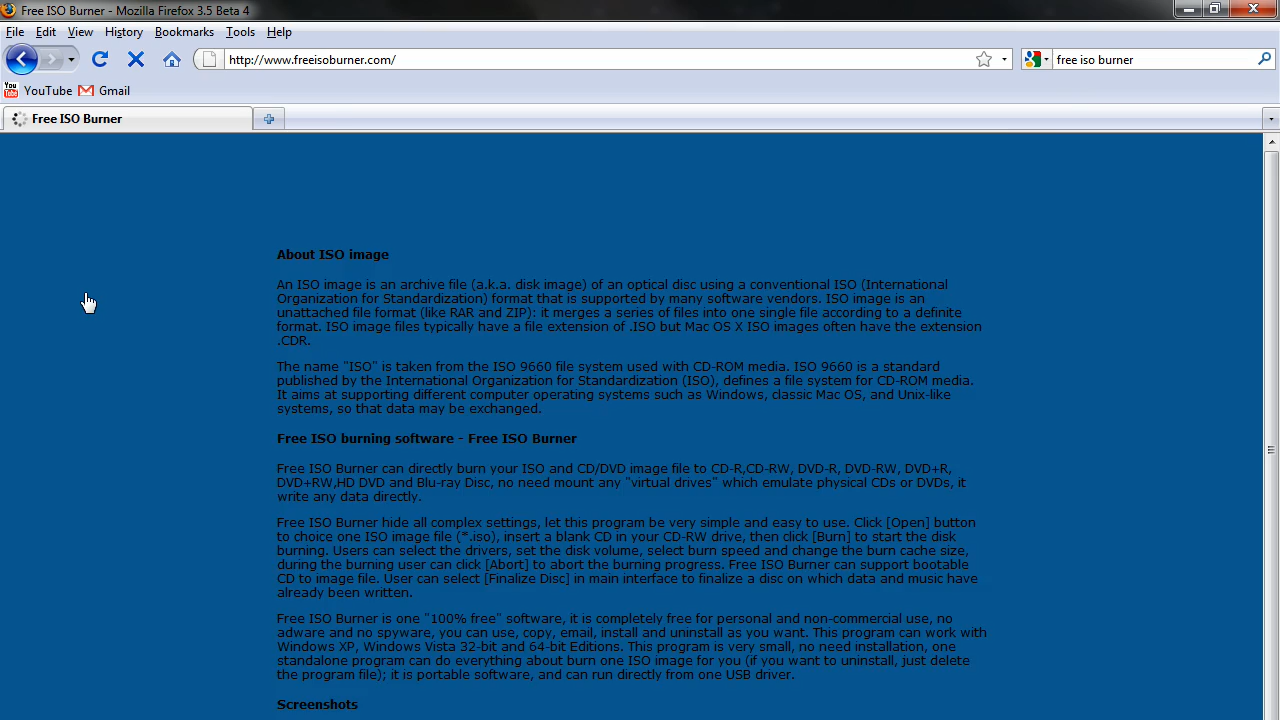 Free ISO Burner - Mozilla Firefox 3.5 Beta 4
File Edit View History Bookmarks Tools Help
http://www.freeisoburner.com/
free iso burner
You Tube YouTube Gmail
Free ISO Burner
About ISO image
An ISO image is an archive file (a.k.a. disk image) of an optical disc using a conventional ISO (International
Organization for Standardization) format that is supported by many software vendors. ISO image is an
unattached file format (like RAR and ZIP): it merges a series of files into one single file according to a definite
format. ISO image files typically have a file extension of .ISO but Mac OS X ISO images often have the extension
.CDR.
The name "ISO" is taken from the ISO 9660 file system used with CD-ROM media. ISO 9660 is a standard
published by the International Organization for Standardization (ISO), defines a file system for CD-ROM media.
It aims at supporting different computer operating systems such as Windows, classic Mac OS, and Unix-like
systems, so that data may be exchanged.
Free ISO burning software - Free ISO Burner
Free ISO Burner can directly burn your ISO and CD/DVD image file to CD-R,CD-RW, DVD-R, DVD-RW, DVD+R,
DVD+RW,HD DVD and Blu-ray Disc, no need mount any "virtual drives" which emulate physical CDs or DVDs, it
write any data directly.
Free ISO Burner hide all complex settings, let this program be very simple and easy to use. Click [Open] button
to choice one ISO image file (*.iso), insert a blank CD in your CD-RW drive, then click [Burn] to start the disk
burning. Users can select the drivers, set the disk volume, select burn speed and change the burn cache size,
during the burning user can click [Abort] to abort the burning progress. Free ISO Burner can support bootable
CD to image file. User can select [Finalize Disc] in main interface to finalize a disc on which data and music have
already been written.
Free ISO Burner is one "100% free" software, it is completely free for personal and non-commercial use, no
adware and no spyware, you can use, copy, email, install and uninstall as you want. This program can work with
Windows XP, Windows Vista 32-bit and 64-bit Editions. This program is very small, no need installation, one
standalone program can do everything about burn one ISO image for you (if you want to uninstall, just delete
the program file); it is portable software, and can run directly from one USB driver.
Screenshots